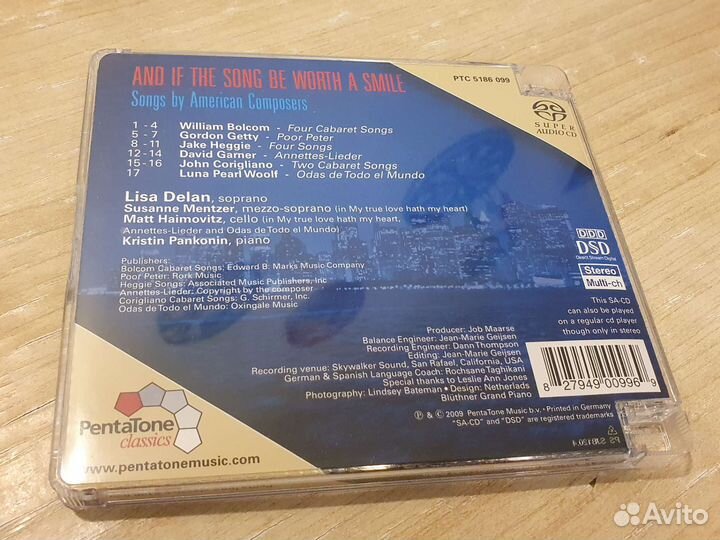 AND IF THE SONG BE WORTH A SMILE
Songs by American Composers
PTC 5186 099
SUPER AUDIO CD
1 - 4 William Bolcom - Four Cabaret Songs
5 - 7 Gordon Getty - Poor Peter
8 - 11 Jake Heggie - Four Songs
12 - 14 David Garner - Annettes-Lieder
15 - 16 John Corigliano - Two Cabaret Songs
17 Luna Pearl Woolf - Odas de Todo el Mundo
Lisa Delan, soprano
Susanne Mentzer, mezzo-soprano (in My true love hath my heart)
Matt Haimovitz, cello (in My true love hath my heart,
Annettes-Lieder and Odas de Todo el Mundo)
Kristin Pankonin, piano
Publishers:
Bolcom Cabaret Songs: Edward B. Marks Music Company
Poor Peter: Rork Music
Heggie Songs: Associated Music Publishers, Inc
Annettes-Lieder: Copyright by the composer
Corigliano Cabaret Songs: G. Schirmer, Inc.
Odas de Todo el Mundo: Oxingale Music
DDD
DSD
Direct Stream Digital
Stereo
Multi-ch
This SA-CD
can also be played
on a regular cd player
though only in stereo
Producer: Job Maarse
Balance Engineer: Jean-Marie Geijsen
Recording Engineer: Dann Thompson
Editing: Jean-Marie Geijsen
Recording venue: Skywalker Sound, San Rafael, California, USA
German & Spanish Language Coach: Rochsane Taghikani
Special thanks to Leslie Ann Jones
Photography: Lindsey Bateman • Design: Netherlads
Blüthner Grand Piano
8 27949 00996 9
℗ & © 2009 PentaTone Music b.v. • Printed in Germany
"SA-CD" and "DSD" are registered trademarks
PentaTone
classics
www.pentatonemusic.com
Avito